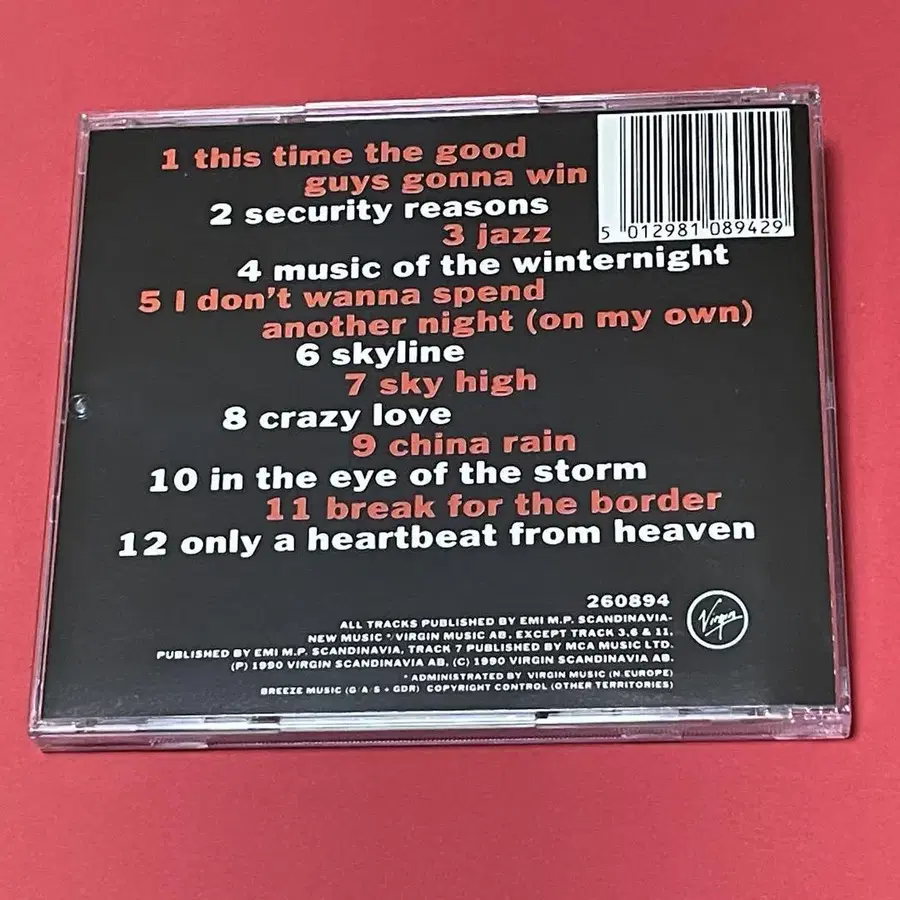 1 this time the good
guys gonna win
2 security reasons
3 jazz
4 music of the winternight
5 I don't wanna spend
another night (on my own)
6 skyline
7 sky high
8 crazy love
9 china rain
10 in the eye of the storm
11 break for the border
12 only a heartbeat from heaven
5 012981 089429
260894
Virgin
ALL TRACKS PUBLISHED BY EMI M.P. SCANDINAVIA-
NEW MUSIC */VIRGIN MUSIC AB, EXCEPT TRACK 3,6 & 11,
PUBLISHED BY EMI M.P. SCANDINAVIA, TRACK 7 PUBLISHED BY MCA MUSIC LTD.
(P) 1990 VIRGIN SCANDINAVIA AB, (C) 1990 VIRGIN SCANDINAVIA AB.
* ADMINISTRATED BY VIRGIN MUSIC (N.EUROPE)
BREEZE MUSIC (G/A/S + GDR) COPYRIGHT CONTROL (OTHER TERRITORIES)